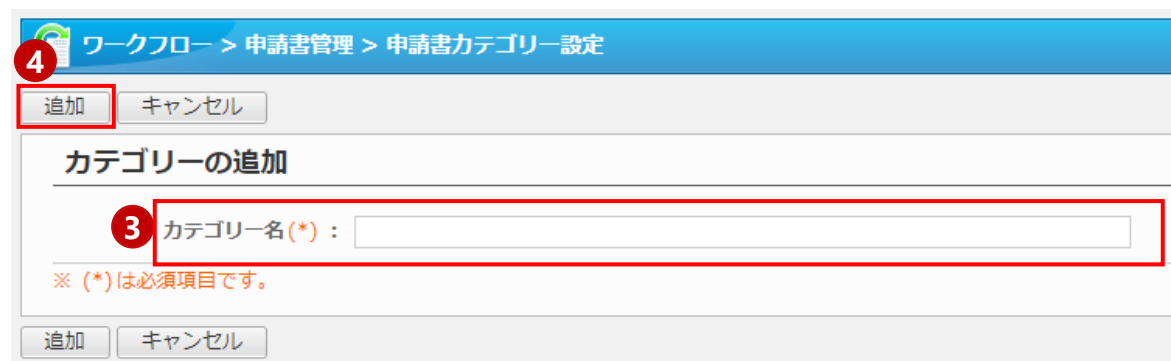 ワークフロー > 申請書管理 > 申請書カテゴリー設定
4
追加 キャンセル
カテゴリーの追加
3 カテゴリー名(*) :
※ (*)は必須項目です。
追加 キャンセル